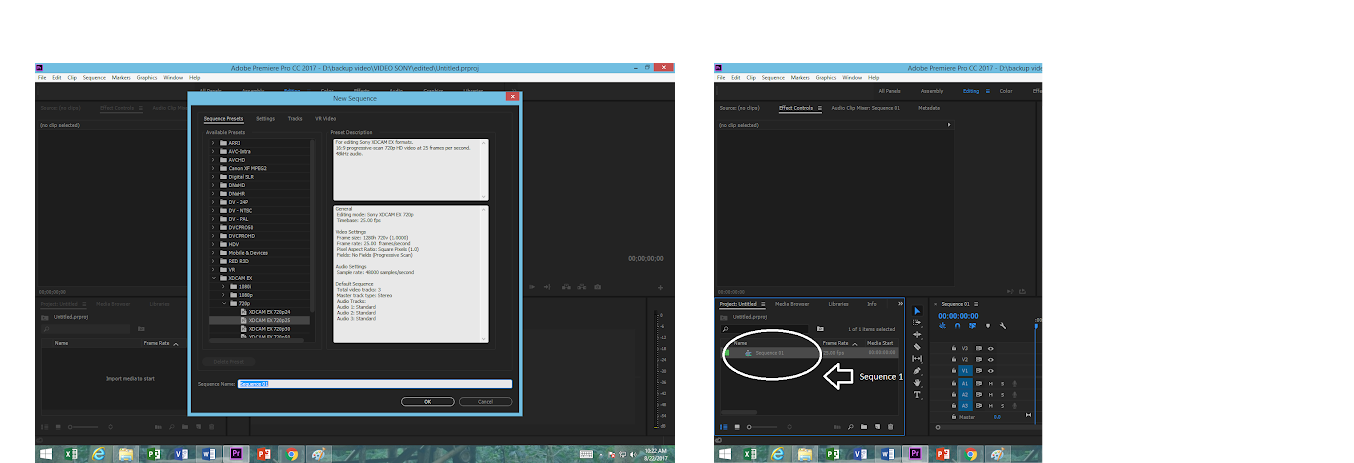 Adobe Premiere Pro CC 2017 - D:\backup video\VIDEO SONY\edited\Untitled.prproj
File Edit Clip Sequence Markers Graphics Window Help
All Panels Assembly Editing Color Effects Audio Graphics Libraries
Source: (no clips) Effect Controls Audio Clip Mixer
(no clip selected)
New Sequence
Sequence Presets Settings Tracks VR Video
Available Presets
ARRI
AVC-Intra
AVCHD
Canon XF MPEG2
Digital SLR
DNxHD
DNxHR
DV - 24P
DV - NTSC
DV - PAL
DVCPRO50
DVCPROHD
HDV
Mobile & Devices
RED R3D
VR
XDCAM EX
1080i
1080p
720p
XDCAM EX 720p24
XDCAM EX 720p25
XDCAM EX 720p30
XDCAM EX 720p50
Preset Description
For editing Sony XDCAM EX formats.
16:9 progressive-scan 720p HD video at 25 frames per second.
48kHz audio.
General
Editing mode: Sony XDCAM EX 720p
Timebase: 25.00 fps
Video Settings
Frame size: 1280h 720v (1.0000)
Frame rate: 25.00 frames/second
Pixel Aspect Ratio: Square Pixels (1.0)
Fields: No Fields (Progressive Scan)
Audio Settings
Sample rate: 48000 samples/second
Default Sequence
Total video tracks: 3
Master track type: Stereo
Audio Tracks:
Audio 1: Standard
Audio 2: Standard
Audio 3: Standard
Delete Preset
Sequence Name: Sequence 01
OK Cancel
00;00;00;00
00;00;00;00
Project: Untitled Media Browser Libraries
Untitled.prproj
Name Frame Rate
Import media to start
10:22 AM
8/22/2017
Adobe Premiere Pro CC 2017 - D:\backup vid
File Edit Clip Sequence Markers Graphics Window Help
All Panels Assembly Editing Color Effe
Source: (no clips) Effect Controls Audio Clip Mixer: Sequence 01 Metadata
(no clip selected)
00;00;00;00
Project: Untitled Media Browser Libraries Info
Untitled.prproj
1 of 1 items selected
Name Frame Rate Media Start
Sequence 01 25.00 fps 00:00:00:00
Sequence 1
Sequence 01
00:00:00:00
:00
V3
V2
V1
A1 M S
A2 M S
A3 M S
Master 0.0